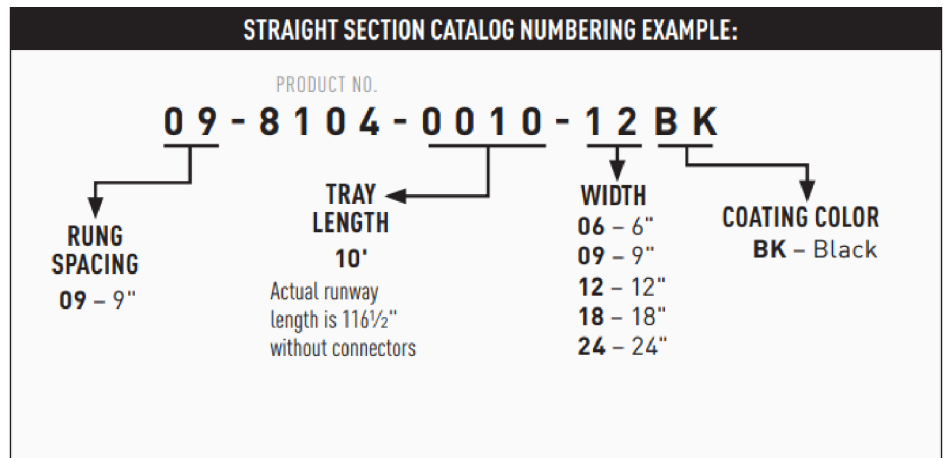 STRAIGHT SECTION CATALOG NUMBERING EXAMPLE:
PRODUCT NO.
09-8104-0010-12BK
RUNG
SPACING
09 – 9"
TRAY
LENGTH
10'
Actual runway
length is 116½"
without connectors
WIDTH
06 – 6"
09 – 9"
12 – 12"
18 – 18"
24 – 24"
COATING COLOR
BK – Black